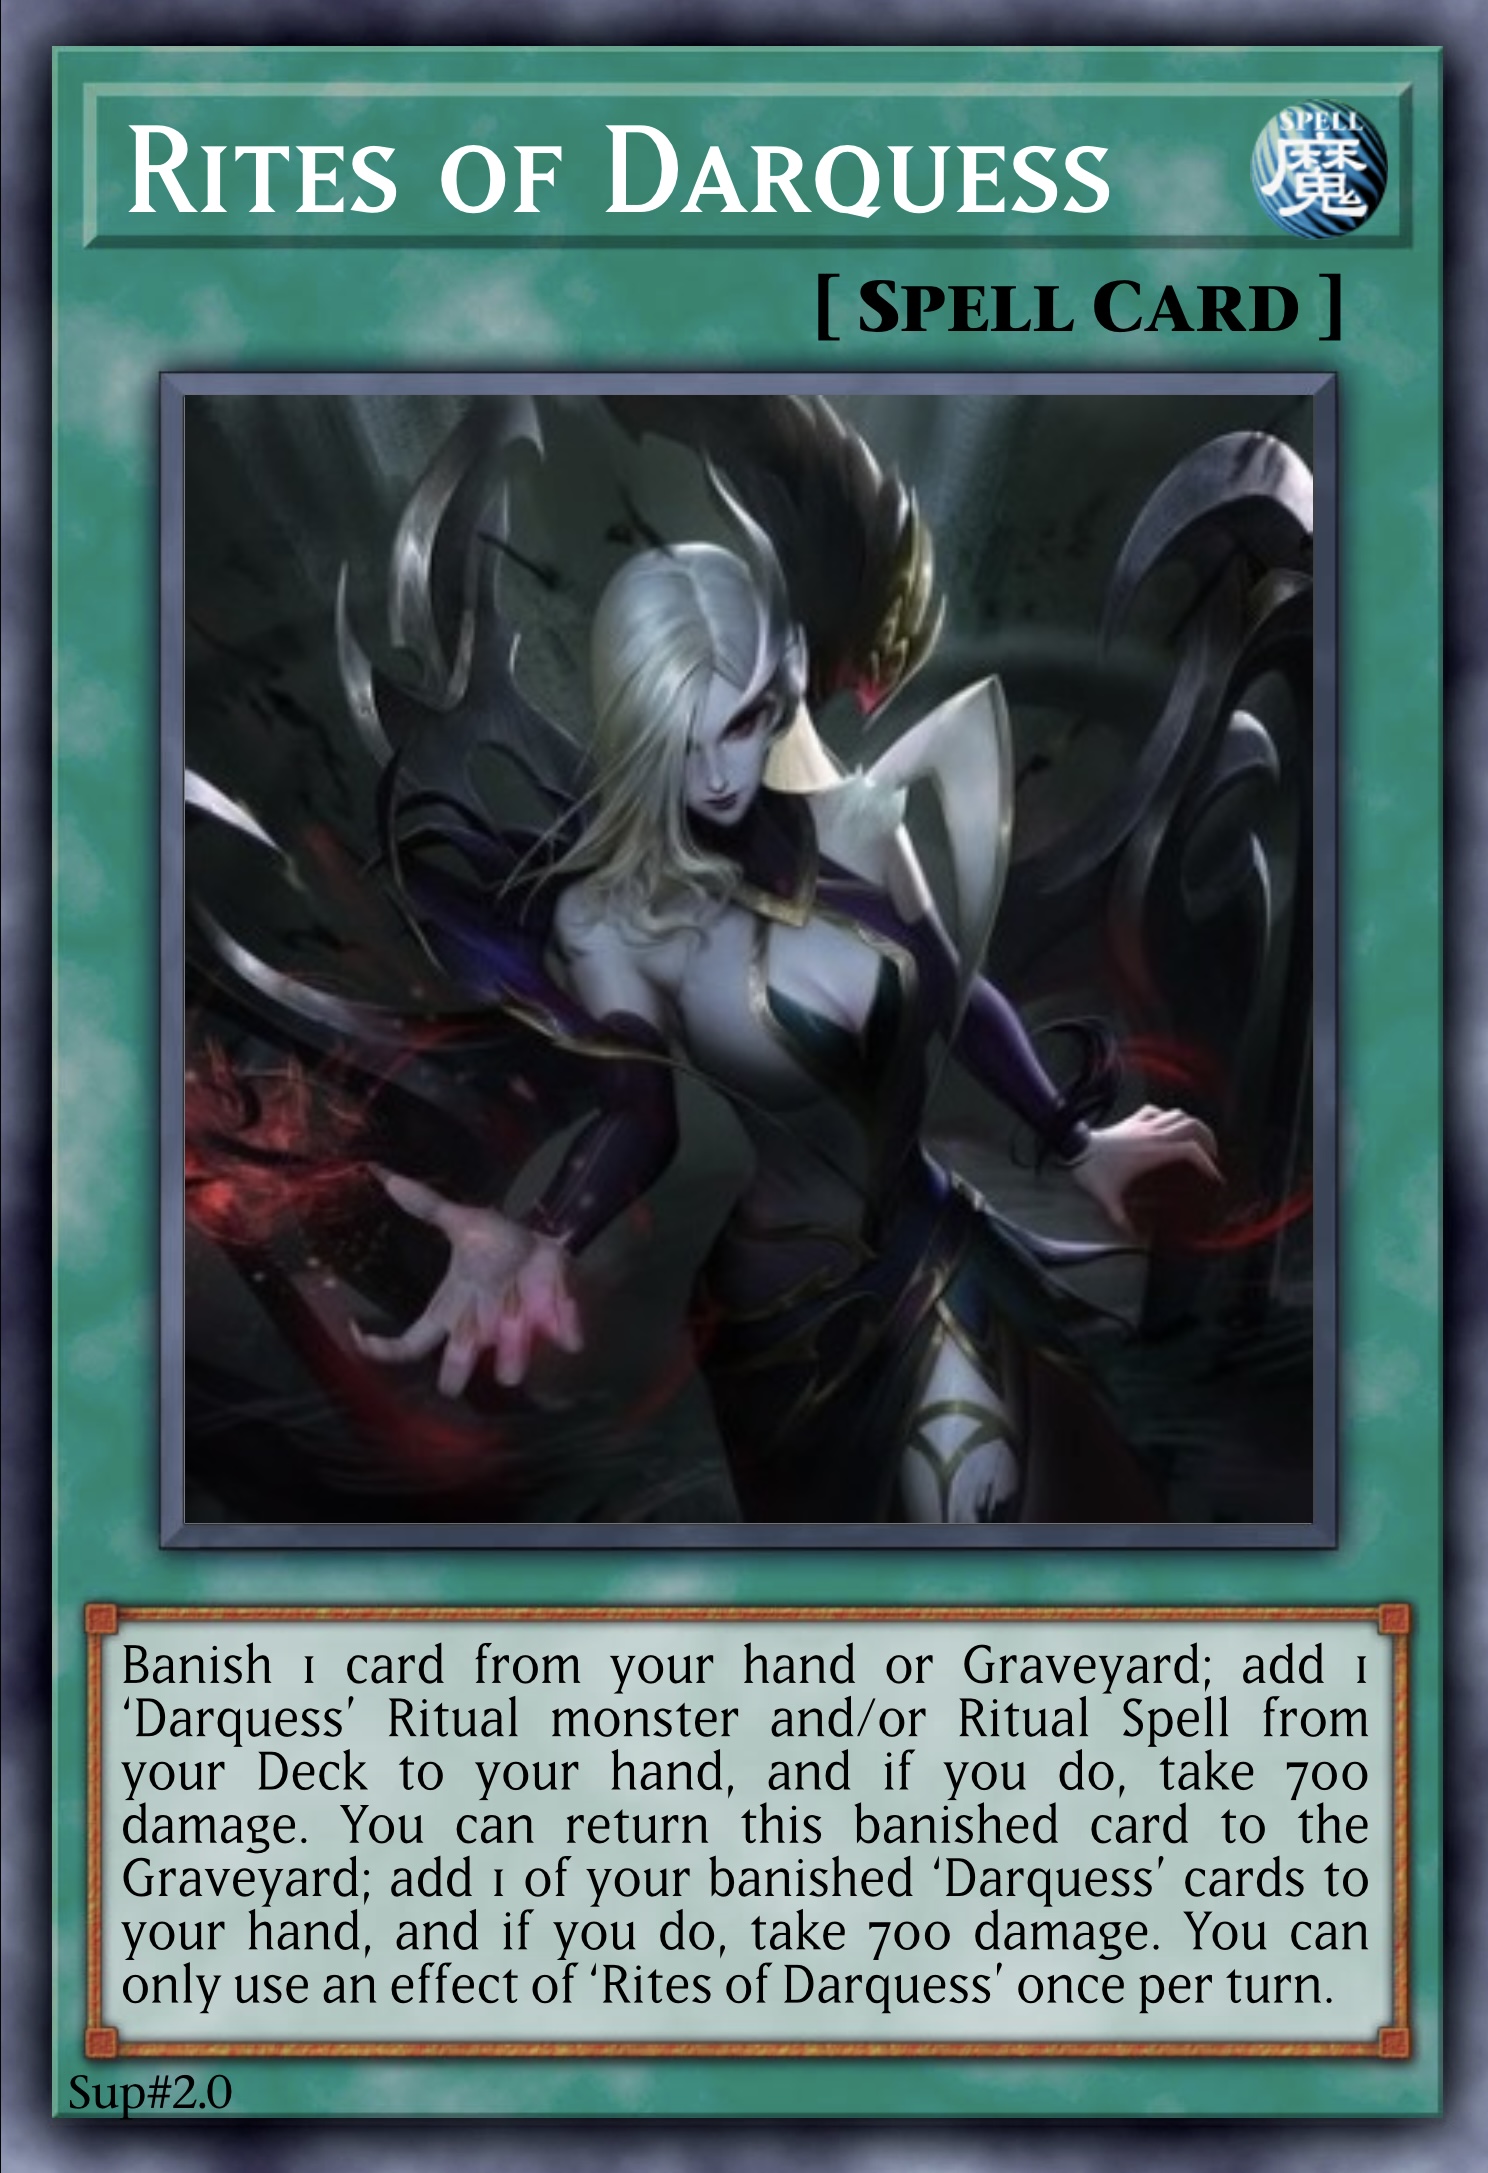 Rites of Darquess
SPELL
魔
[ Spell Card ]
Banish 1 card from your hand or Graveyard; add 1
‘Darquess’ Ritual monster and/or Ritual Spell from
your Deck to your hand, and if you do, take 700
damage. You can return this banished card to the
Graveyard; add 1 of your banished ‘Darquess’ cards to
your hand, and if you do, take 700 damage. You can
only use an effect of ‘Rites of Darquess’ once per turn.
Sup#2.0